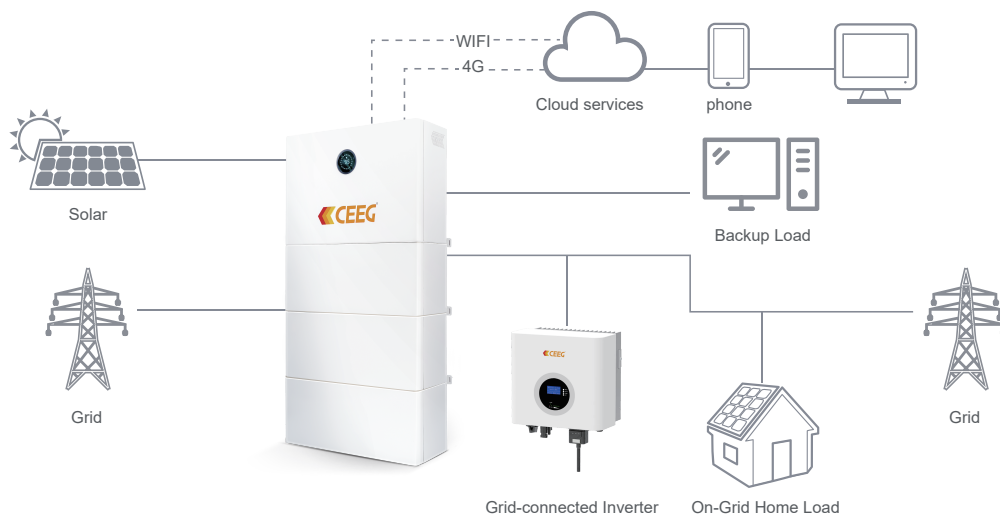 WIFI
4G
Cloud services
phone
Solar
CEEG
Backup Load
Grid
CEEG
Grid
Grid-connected Inverter
On-Grid Home Load